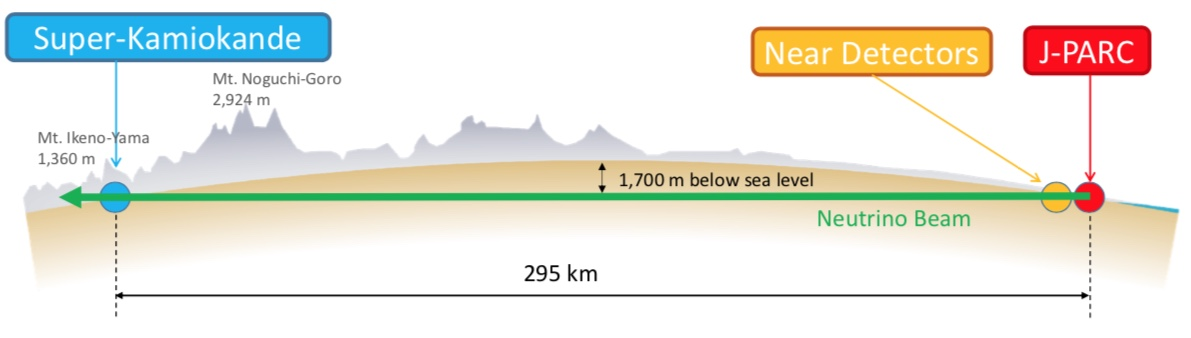 Super-Kamiokande
Near Detectors
J-PARC
Mt. Noguchi-Goro
2,924 m
Mt. Ikeno-Yama
1,360 m
1,700 m below sea level
Neutrino Beam
295 km